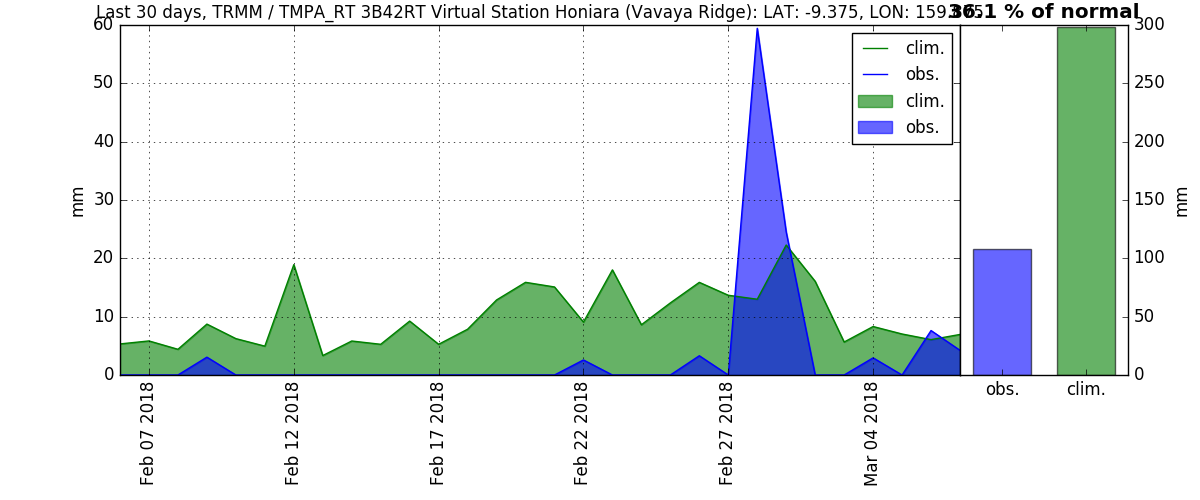 Last 30 days, TRMM / TMPA_RT 3B42RT Virtual Station Honiara (Vavaya Ridge): LAT: -9.375, LON:
36.1 % of normal
60
50
40
30
20
10
0
mm
clim.
obs.
clim.
obs.
300
250
200
150
100
50
0
mm
obs.
clim.
Feb 07 2018
Feb 12 2018
Feb 17 2018
Feb 22 2018
Feb 27 2018
Mar 04 2018